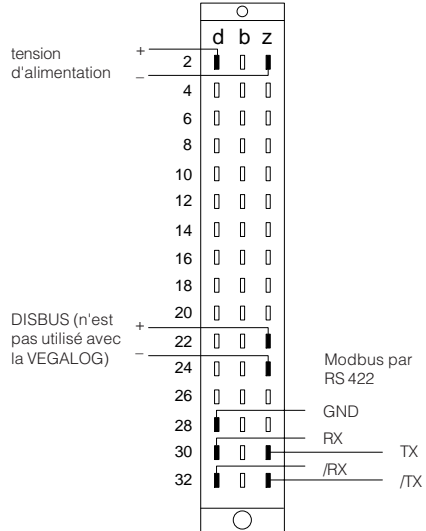 d b z
tension
d'alimentation
+
–
2
4
6
8
10
12
14
16
18
20
22
24
26
28
30
32
DISBUS (n'est
pas utilisé avec
la VEGALOG)
+
–
Modbus par
RS 422
GND
RX
TX
/RX
/TX